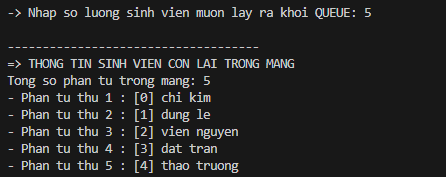 -> Nhap so luong sinh vien muon lay ra khoi QUEUE: 5
-----------------------------------
=> THONG TIN SINH VIEN CON LAI TRONG MANG
Tong so phan tu trong mang: 5
- Phan tu thu 1 : [0] chi kim
- Phan tu thu 2 : [1] dung le
- Phan tu thu 3 : [2] vien nguyen
- Phan tu thu 4 : [3] dat tran
- Phan tu thu 5 : [4] thao truong